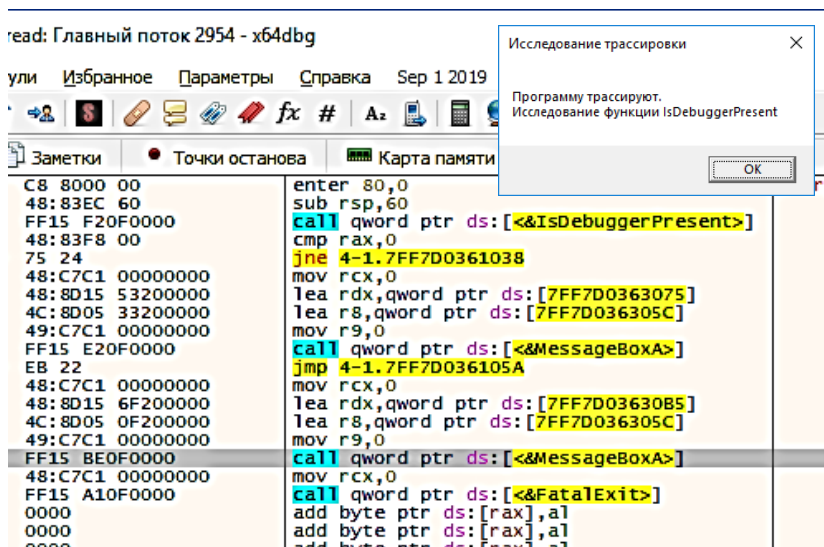 read: Главный поток 2954 - x64dbg
ули Избранное Параметры Справка Sep 1 2019
fx # Az
Заметки Точки останова Карта памяти
Исследование трассировки
Программу трассируют.
Исследование функции IsDebuggerPresent
OK
C8 8000 00 enter 80,0
48:83EC 60 sub rsp,60
FF15 F20F0000 call qword ptr ds:[<&IsDebuggerPresent>]
48:83F8 00 cmp rax,0
75 24 jne 4-1.7FF7D0361038
48:C7C1 00000000 mov rcx,0
48:8D15 53200000 lea rdx,qword ptr ds:[7FF7D0363075]
4C:8D05 33200000 lea r8,qword ptr ds:[7FF7D036305C]
49:C7C1 00000000 mov r9,0
FF15 E20F0000 call qword ptr ds:[<&MessageBoxA>]
EB 22 jmp 4-1.7FF7D036105A
48:C7C1 00000000 mov rcx,0
48:8D15 6F200000 lea rdx,qword ptr ds:[7FF7D03630B5]
4C:8D05 0F200000 lea r8,qword ptr ds:[7FF7D036305C]
49:C7C1 00000000 mov r9,0
FF15 BE0F0000 call qword ptr ds:[<&MessageBoxA>]
48:C7C1 00000000 mov rcx,0
FF15 A10F0000 call qword ptr ds:[<&FatalExit>]
0000 add byte ptr ds:[rax],al
0000 add byte ptr ds:[rax],al